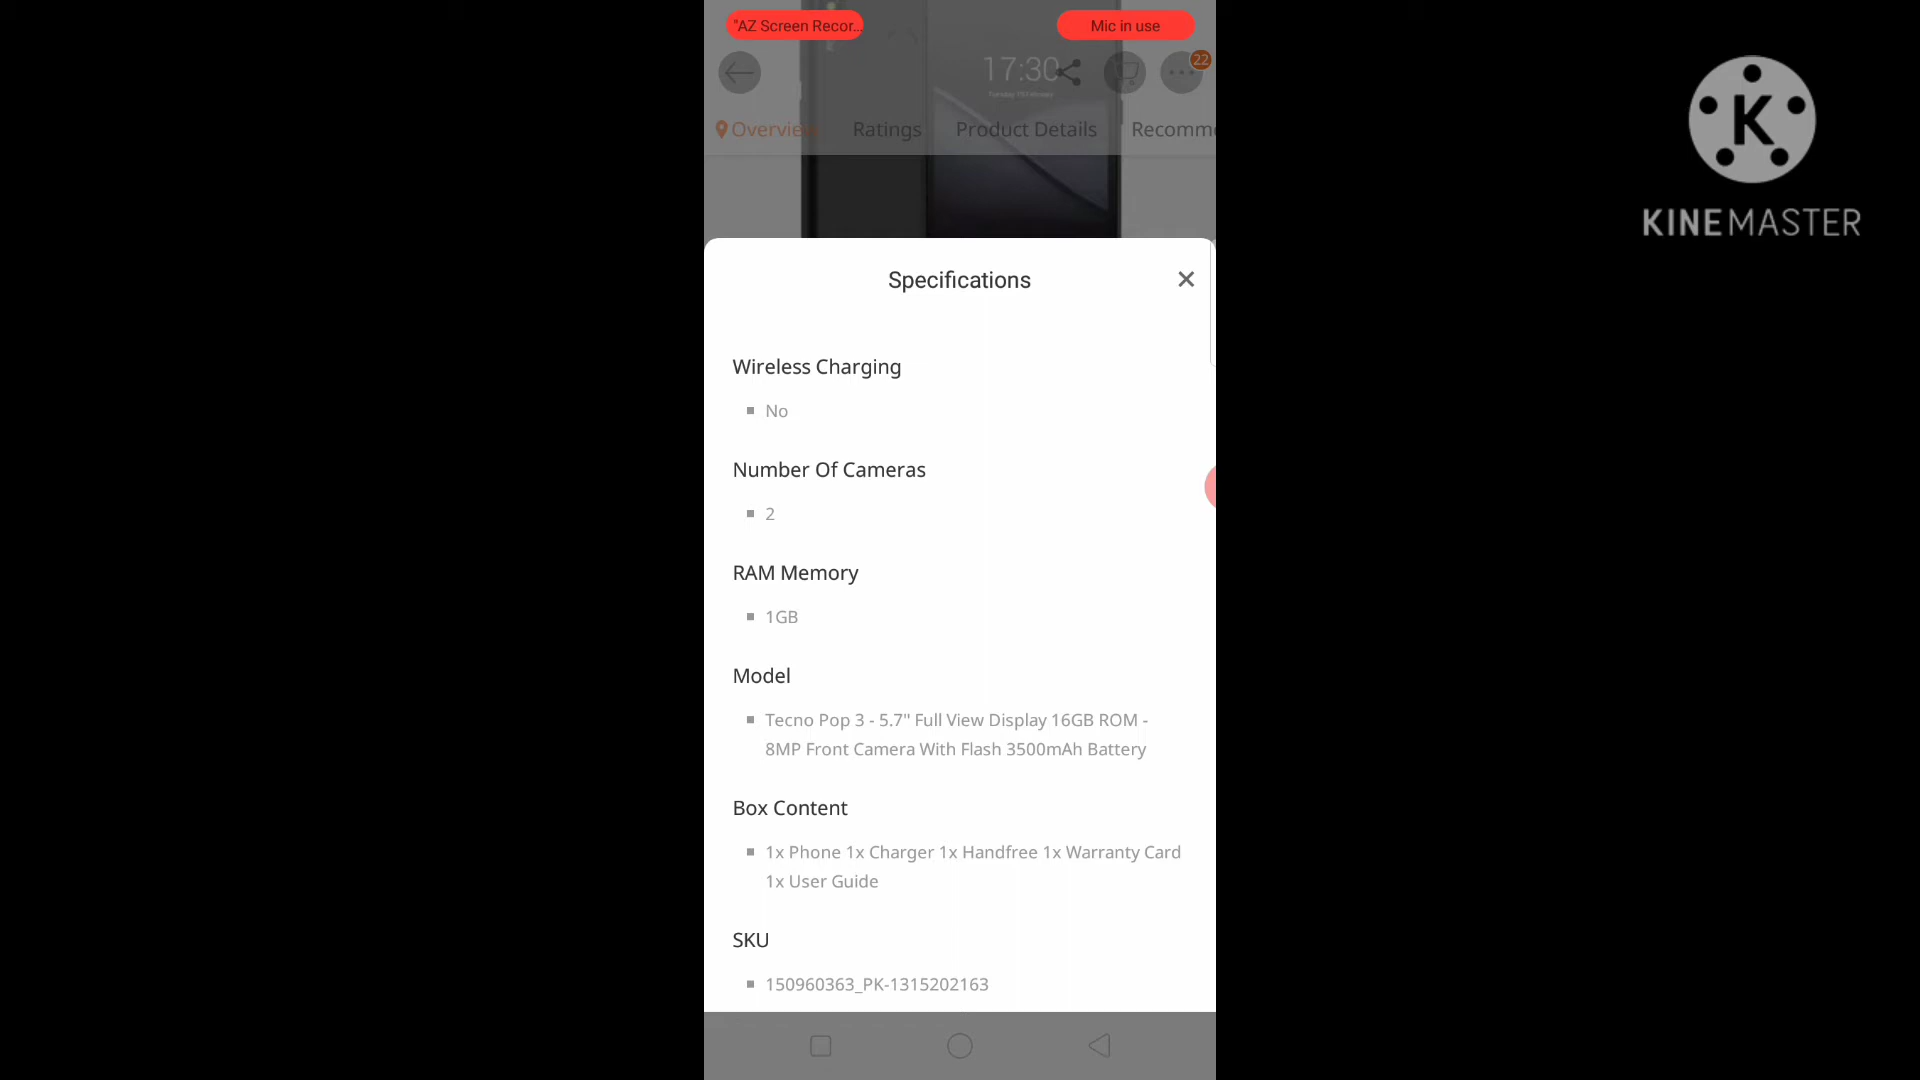 "AZ Screen Recor...
Mic in use
17:30
22
Overview
Ratings
Product Details
Recomme
KINEMASTER
Specifications
Wireless Charging
No
Number Of Cameras
2
RAM Memory
1GB
Model
Tecno Pop 3 - 5.7" Full View Display 16GB ROM -
8MP Front Camera With Flash 3500mAh Battery
Box Content
1x Phone 1x Charger 1x Handfree 1x Warranty Card
1x User Guide
SKU
150960363_PK-1315202163